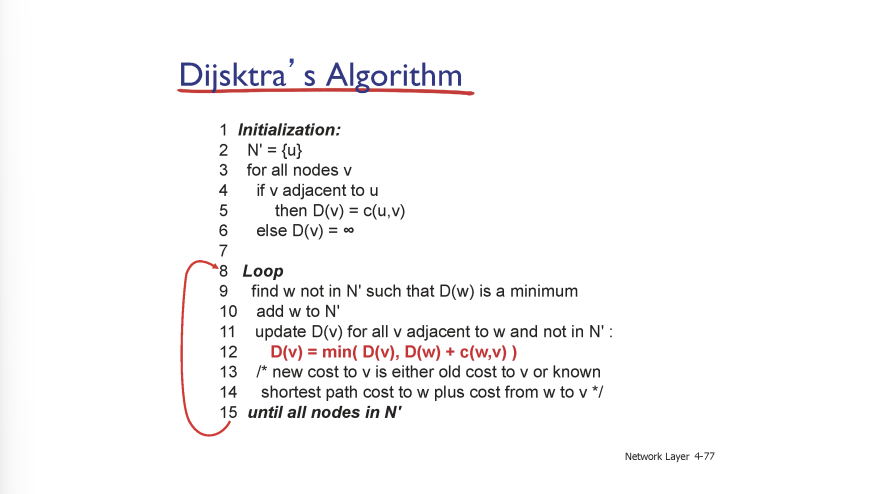 Dijsktra's Algorithm
1 Initialization:
2 N' = {u}
3 for all nodes v
4 if v adjacent to u
5 then D(v) = c(u,v)
6 else D(v) = ∞
7
8 Loop
9 find w not in N' such that D(w) is a minimum
10 add w to N'
11 update D(v) for all v adjacent to w and not in N' :
12 D(v) = min( D(v), D(w) + c(w,v) )
13 /* new cost to v is either old cost to v or known
14 shortest path cost to w plus cost from w to v */
15 until all nodes in N'
Network Layer 4-77